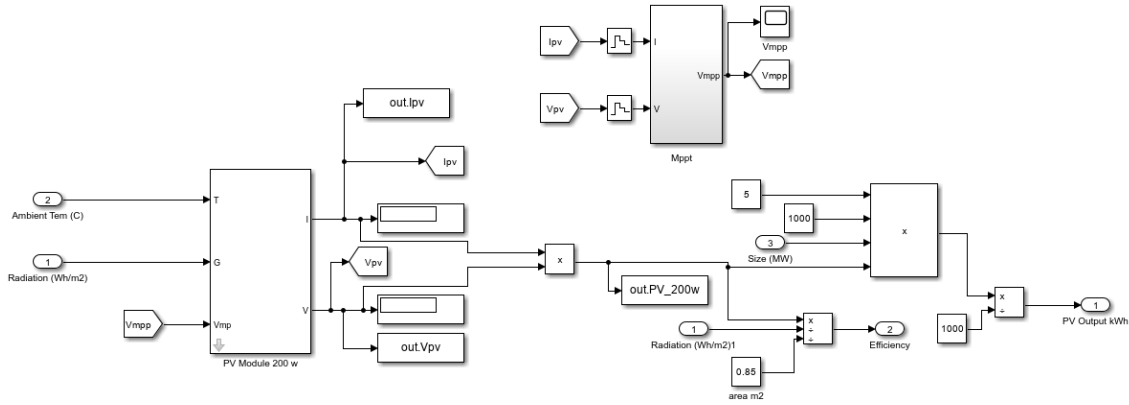 Ipv
I
Vmpp
Vmpp
Vmpp
Vpv
V
Mppt
out.Ipv
Ipv
2
Ambient Tem (C)
T
I
1
Radiation (Wh/m2)
G
Vpv
x
Vmpp
Vmp
V
PV Module 200 w
out.Vpv
out.PV_200w
5
1000
3
Size (MW)
x
x
÷
1000
1
PV Output kWh
1
Radiation (Wh/m2)1
x
÷
÷
2
Efficiency
0.85
area m2